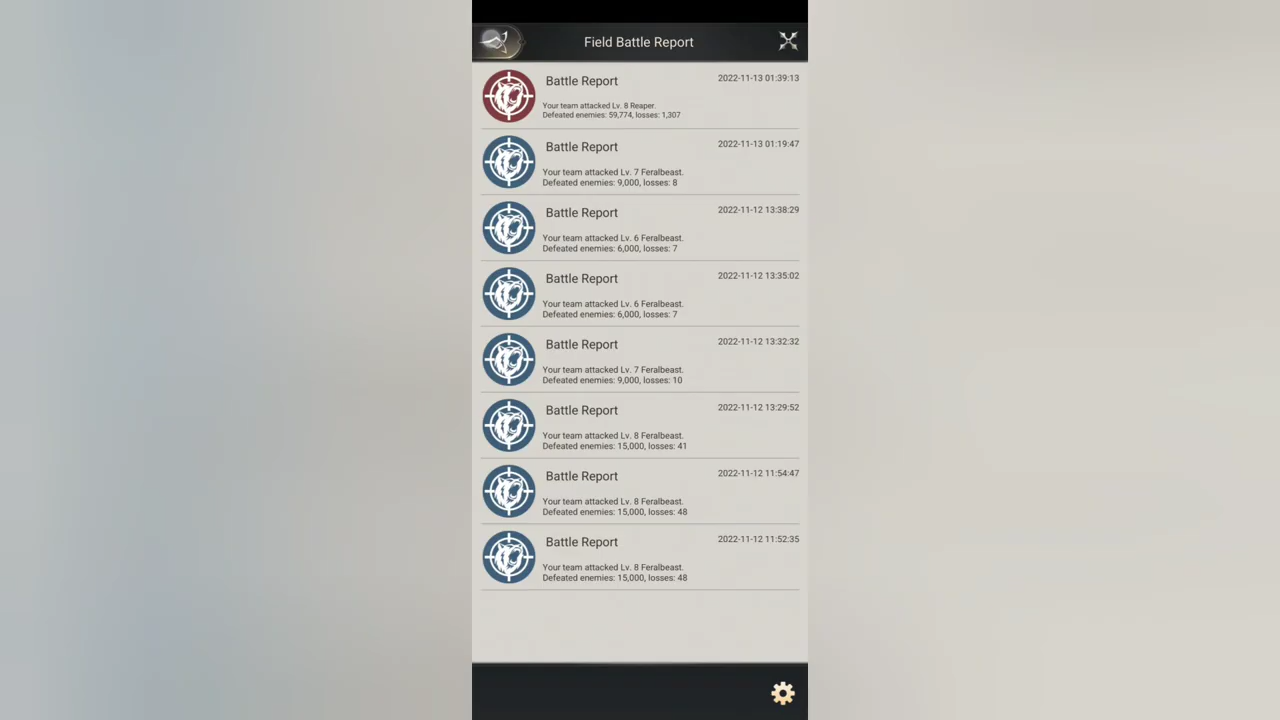 Field Battle Report
Battle Report
2022-11-13 01:39:13
Your team attacked Lv. 8 Reaper.
Defeated enemies: 59,774, losses: 1,307
Battle Report
2022-11-13 01:19:47
Your team attacked Lv. 7 Feralbeast.
Defeated enemies: 9,000, losses: 8
Battle Report
2022-11-12 13:38:29
Your team attacked Lv. 6 Feralbeast.
Defeated enemies: 6,000, losses: 7
Battle Report
2022-11-12 13:35:02
Your team attacked Lv. 6 Feralbeast.
Defeated enemies: 6,000, losses: 7
Battle Report
2022-11-12 13:32:32
Your team attacked Lv. 7 Feralbeast.
Defeated enemies: 9,000, losses: 10
Battle Report
2022-11-12 13:29:52
Your team attacked Lv. 8 Feralbeast.
Defeated enemies: 15,000, losses: 41
Battle Report
2022-11-12 11:54:47
Your team attacked Lv. 8 Feralbeast.
Defeated enemies: 15,000, losses: 48
Battle Report
2022-11-12 11:52:35
Your team attacked Lv. 8 Feralbeast.
Defeated enemies: 15,000, losses: 48